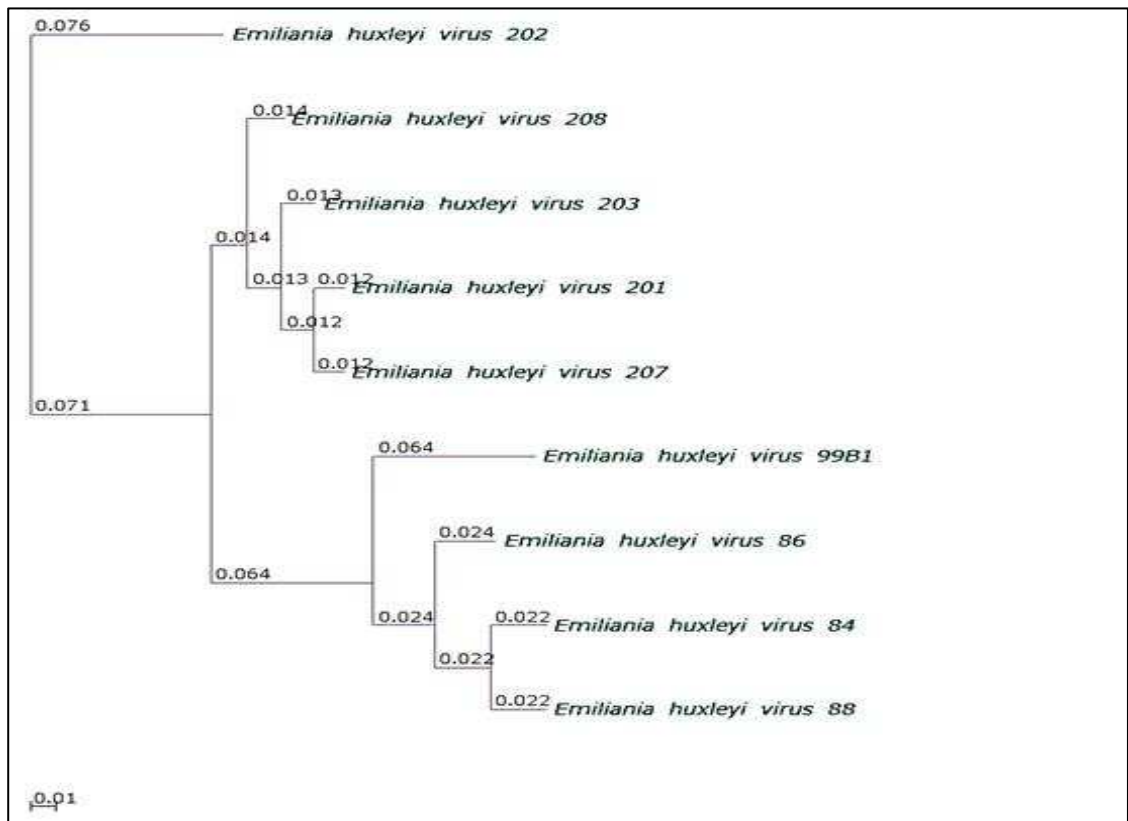 0.076
Emiliania huxleyi virus 202
0.014
Emiliania huxleyi virus 208
0.013
Emiliania huxleyi virus 203
0.014
0.013
0.012
Emiliania huxleyi virus 201
0.012
0.012
Emiliania huxleyi virus 207
0.071
0.064
Emiliania huxleyi virus 99B1
0.024
Emiliania huxleyi virus 86
0.064
0.024
0.022
Emiliania huxleyi virus 84
0.022
0.022
Emiliania huxleyi virus 88
0.01